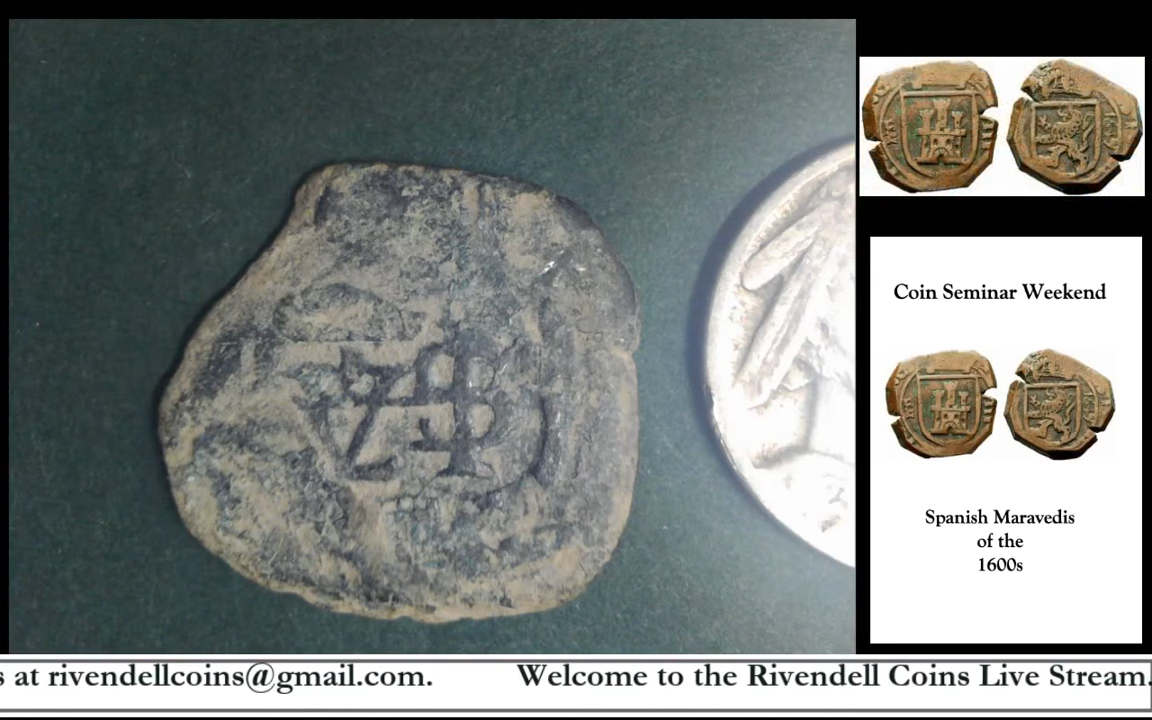 Coin Seminar Weekend
Spanish Maravedis
of the
1600s
s at rivendellcoins@gmail.com. Welcome to the Rivendell Coins Live Stream.